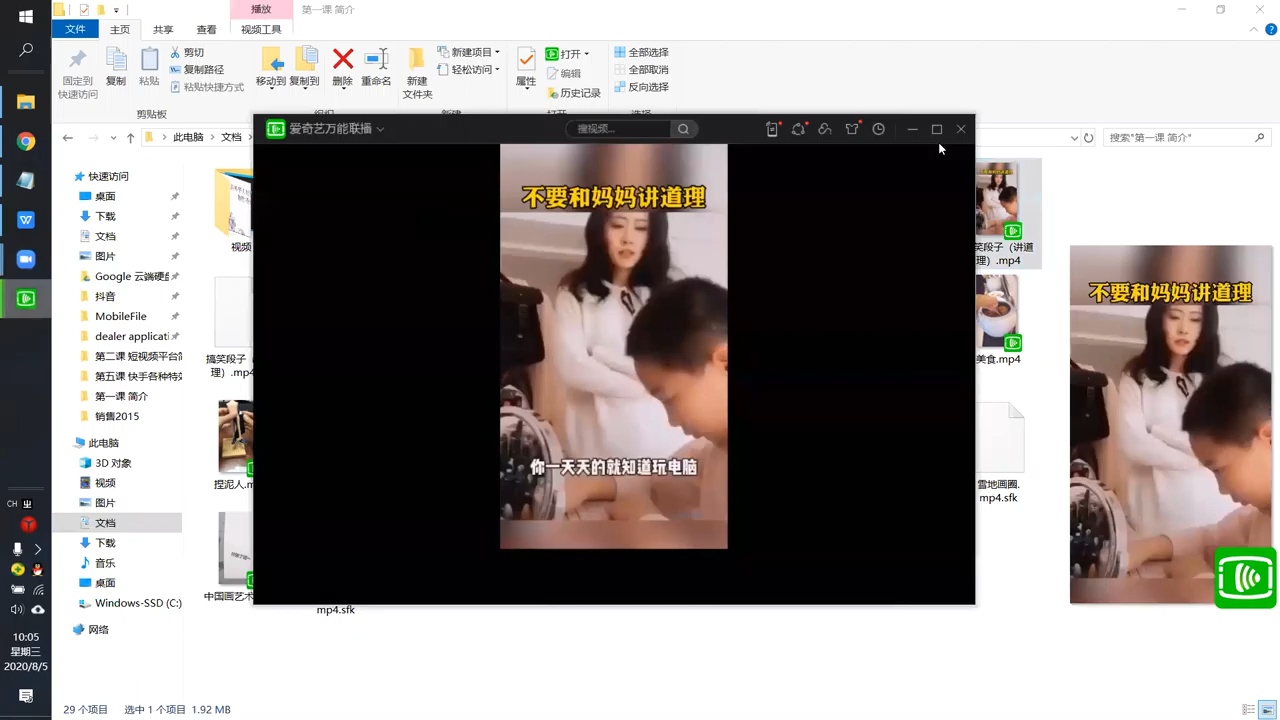 播放
第一课 简介
文件
主页
共享
查看
视频工具
固定到
快速访问
复制
粘贴
剪切
复制路径
粘贴快捷方式
剪贴板
移动到
复制到
删除
重命名
新建
文件夹
新建项目
轻松访问
属性
打开
编辑
历史记录
全部选择
全部取消
反向选择
此电脑
文档
搜索"第一课 简介"
爱奇艺万能联播
搜视频...
快速访问
桌面
下载
文档
图片
Google 云端硬盘
抖音
MobileFile
dealer applicati
第二课 短视频平台
第五课 快手各种特效
第一课 简介
销售2015
此电脑
3D 对象
视频
图片
文档
下载
音乐
桌面
Windows-SSD (C:)
网络
视频
搞笑段子
理）.mp4
捏泥人.m
中国画艺术
mp4.sfk
不要和妈妈讲道理
你一天天的就知道玩电脑
笑段子（讲道
理）.mp4
美食.mp4
雪地画圈.
mp4.sfk
不要和妈妈讲道理
CH
10:05
星期三
2020/8/5
29 个项目
选中 1 个项目 1.92 MB